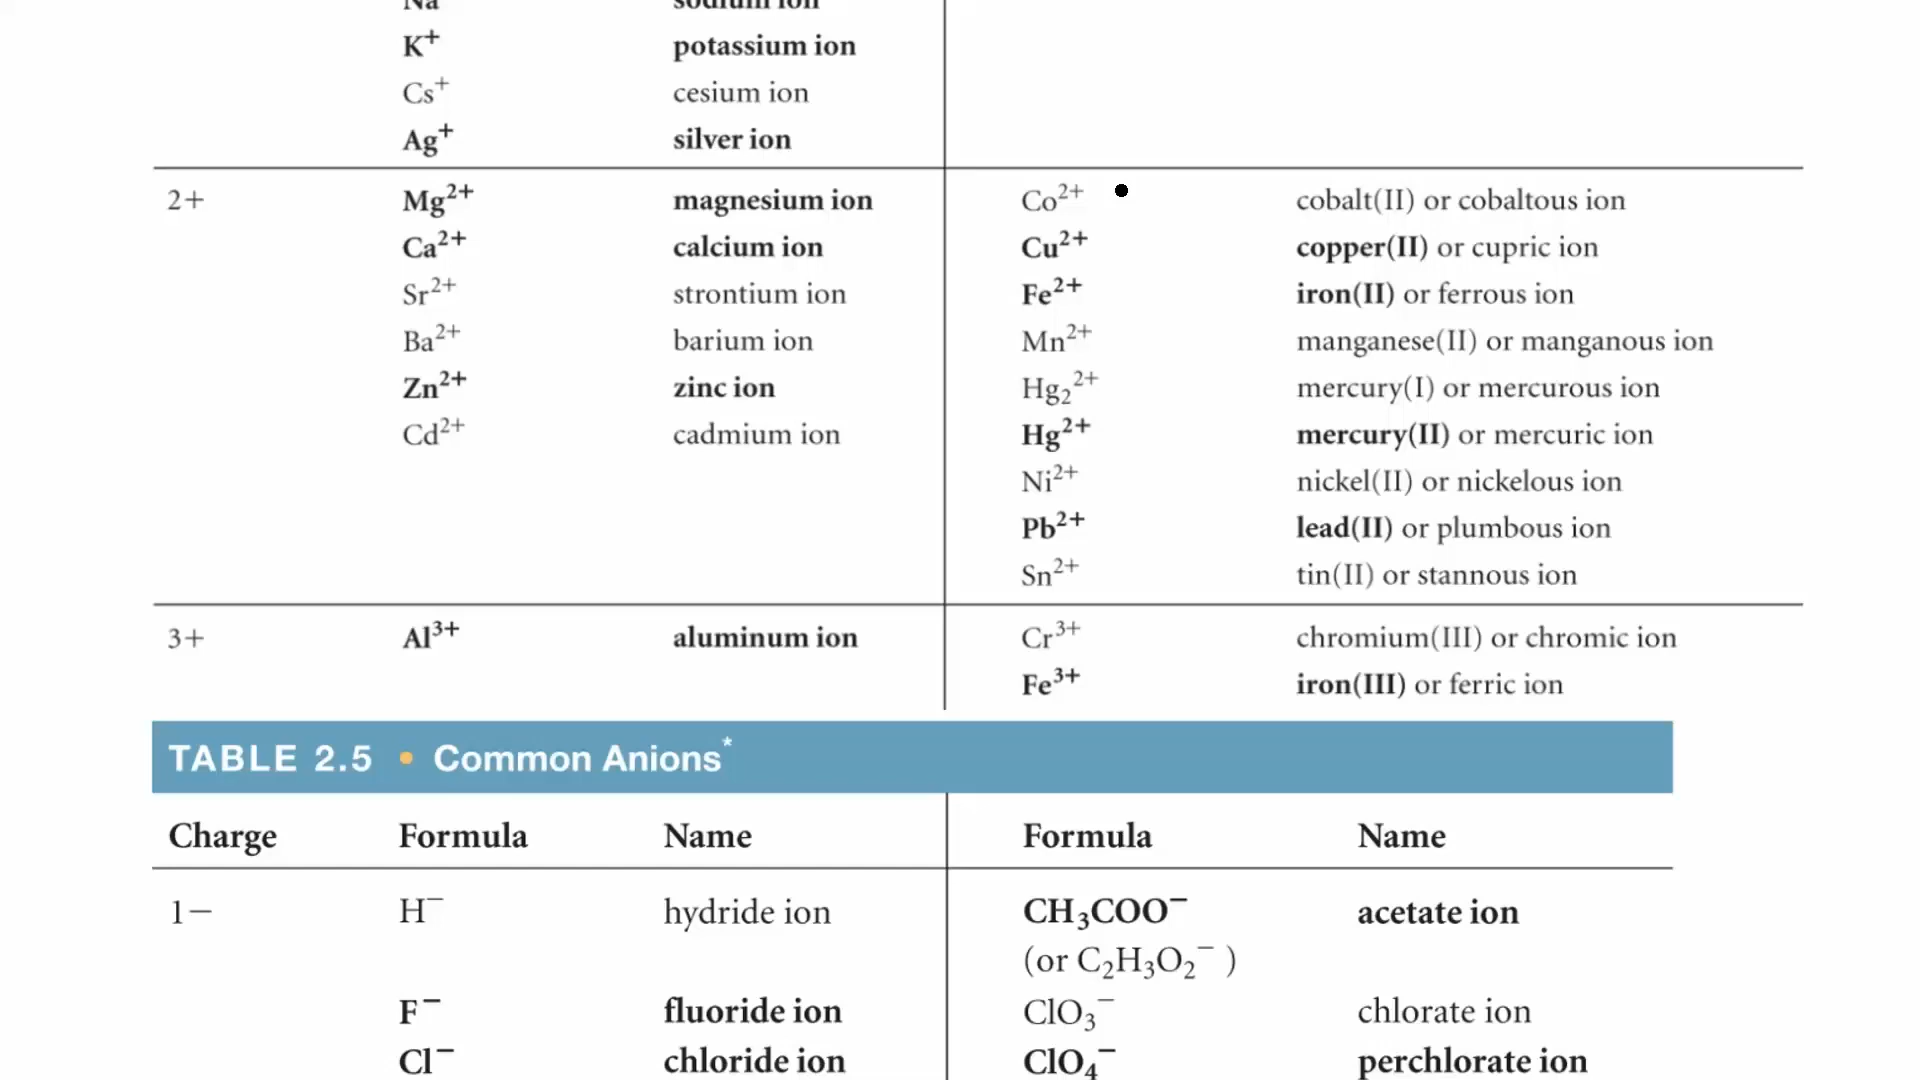 Na sodium ion
K⁺ potassium ion
Cs⁺ cesium ion
Ag⁺ silver ion
2+ Mg²⁺ magnesium ion Co²⁺ cobalt(II) or cobaltous ion
Ca²⁺ calcium ion Cu²⁺ copper(II) or cupric ion
Sr²⁺ strontium ion Fe²⁺ iron(II) or ferrous ion
Ba²⁺ barium ion Mn²⁺ manganese(II) or manganous ion
Zn²⁺ zinc ion Hg₂²⁺ mercury(I) or mercurous ion
Cd²⁺ cadmium ion Hg²⁺ mercury(II) or mercuric ion
Ni²⁺ nickel(II) or nickelous ion
Pb²⁺ lead(II) or plumbous ion
Sn²⁺ tin(II) or stannous ion
3+ Al³⁺ aluminum ion Cr³⁺ chromium(III) or chromic ion
Fe³⁺ iron(III) or ferric ion
TABLE 2.5 • Common Anions*
Charge Formula Name Formula Name
1− H⁻ hydride ion CH₃COO⁻ acetate ion
(or C₂H₃O₂⁻ )
F⁻ fluoride ion ClO₃⁻ chlorate ion
Cl⁻ chloride ion ClO₄⁻ perchlorate ion